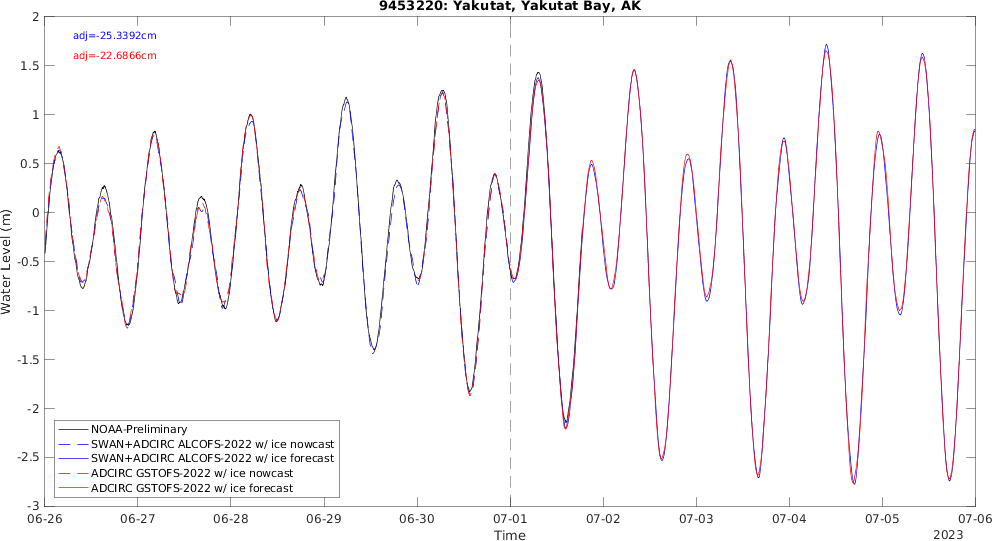 9453220: Yakutat, Yakutat Bay, AK
adj=-25.3392cm
adj=-22.6866cm
Water Level (m)
2
1.5
1
0.5
0
-0.5
-1
-1.5
-2
-2.5
-3
NOAA-Preliminary
SWAN+ADCIRC ALCOFS-2022 w/ ice nowcast
SWAN+ADCIRC ALCOFS-2022 w/ ice forecast
ADCIRC GSTOFS-2022 w/ ice nowcast
ADCIRC GSTOFS-2022 w/ ice forecast
06-26 06-27 06-28 06-29 06-30 07-01 07-02 07-03 07-04 07-05 07-06
Time
2023